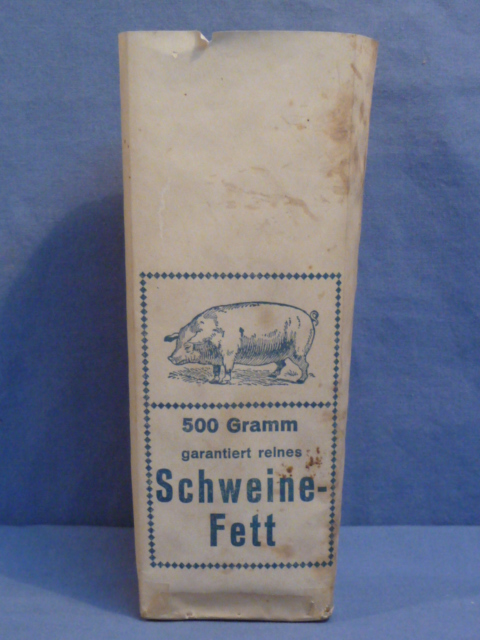 500 Gramm
garantiert reines
Schweine-
Fett